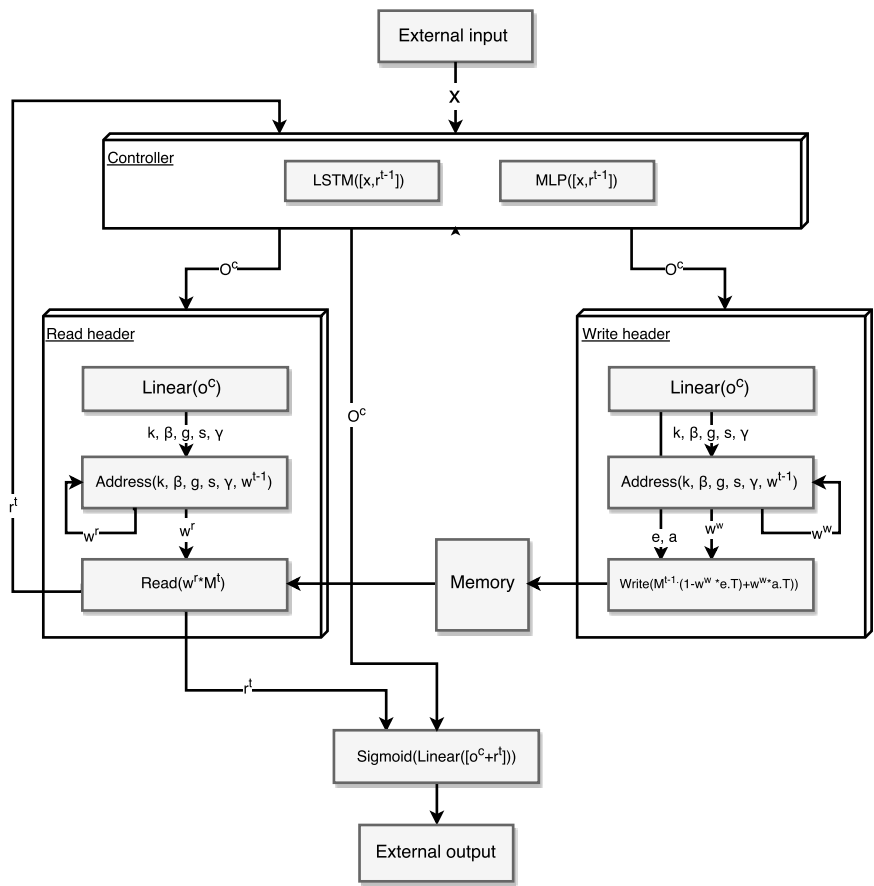 External input
x
Controller
LSTM([x,r^t-1])
MLP([x,r^t-1])
O^c
O^c
Read header
Write header
Linear(o^c)
Linear(o^c)
O^c
k, β, g, s, γ
k, β, g, s, γ
Address(k, β, g, s, γ, w^t-1)
Address(k, β, g, s, γ, w^t-1)
r^t
w^r
w^r
e, a
w^w
w^w
Read(w^r*M^t)
Memory
Write(M^t-1·(1-w^w *e.T)+w^w*a.T))
r^t
Sigmoid(Linear([o^c+r^t]))
External output